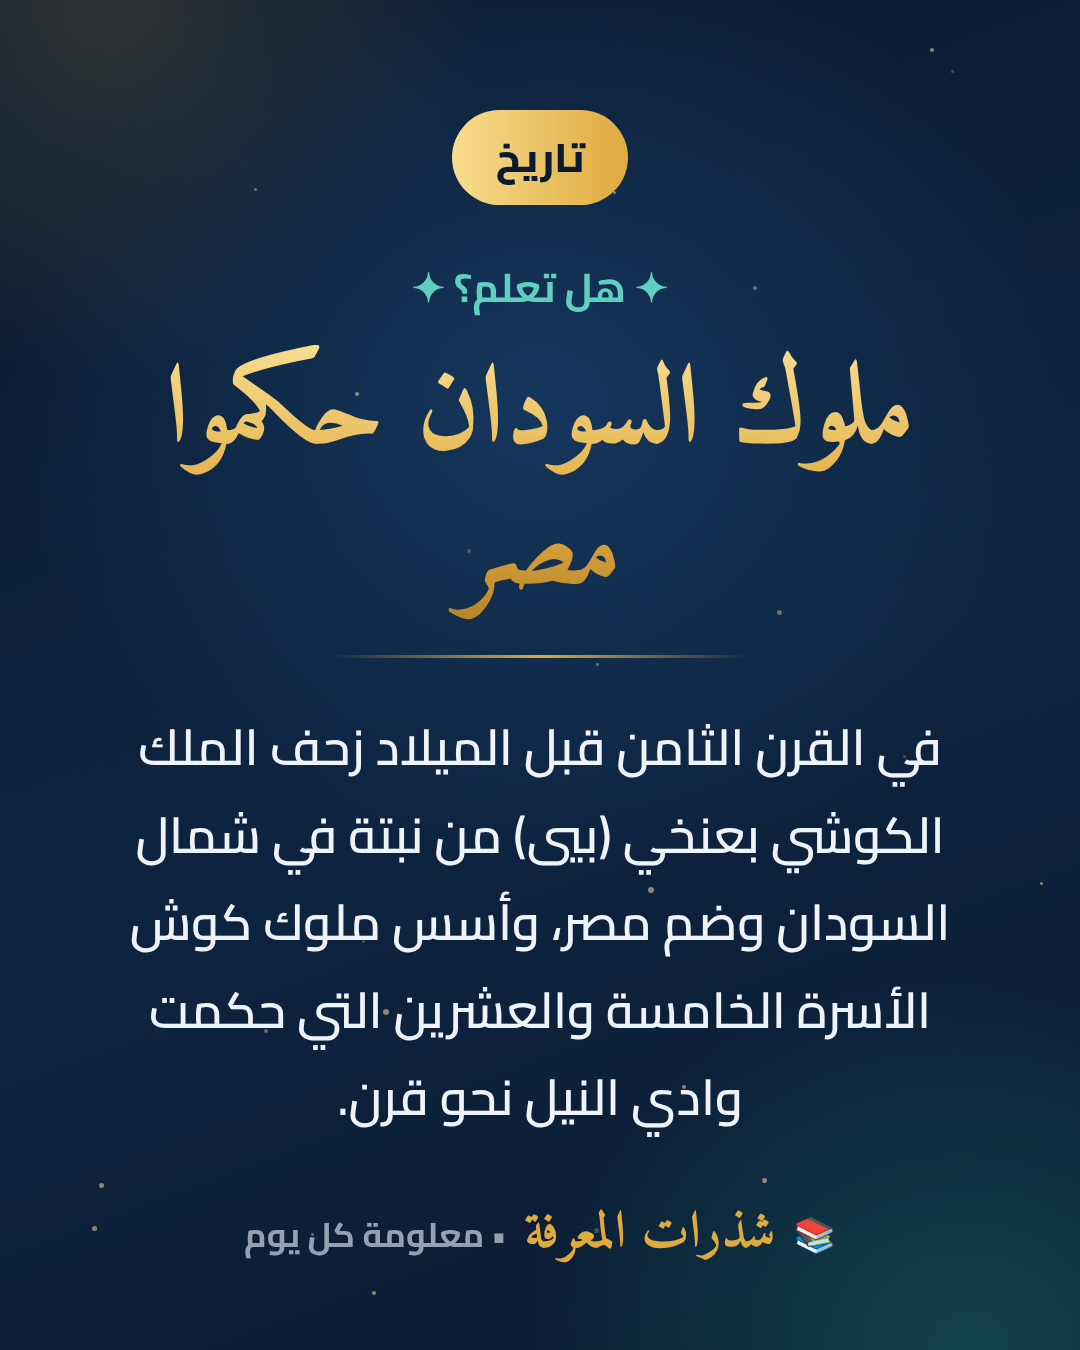 تاريخ
✦ هل تعلم؟ ✦
ملوك السودان حكموا
مصر
في القرن الثامن قبل الميلاد زحف الملك
الكوشي بعنخي (بيى) من نبتة في شمال
السودان وضم مصر، وأسس ملوك كوش
الأسرة الخامسة والعشرين التي حكمت
وادي النيل نحو قرن.
📚 شذرات المعرفة ▪ معلومة كل يوم